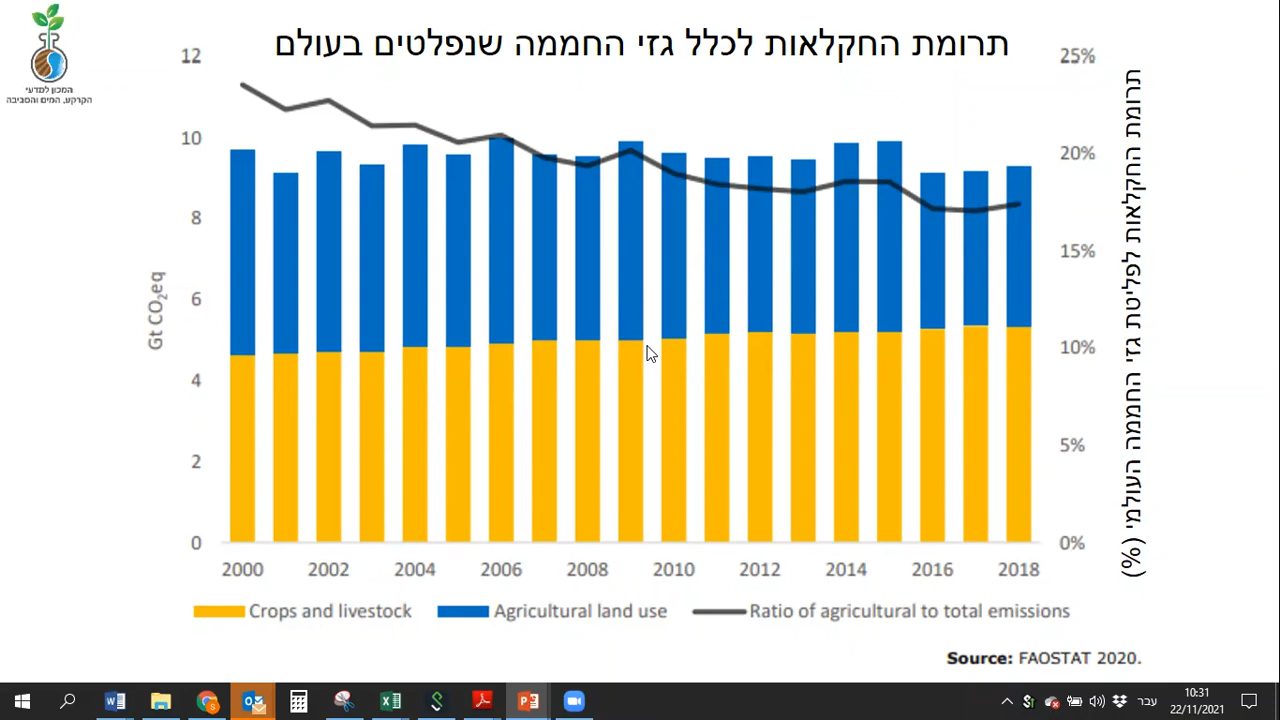 תרומת החקלאות לכלל גזי החממה שנפלטים בעולם
המכון למדעי
הקרקע, המים והסביבה
12
10
8
6
4
2
0
Gt CO₂eq
25%
20%
15%
10%
5%
0%
תרומת החקלאות לפליטת גזי החממה העולמי (%)
2000 2002 2004 2006 2008 2010 2012 2014 2016 2018
Crops and livestock Agricultural land use Ratio of agricultural to total emissions
Source: FAOSTAT 2020.
עבר
10:31
22/11/2021